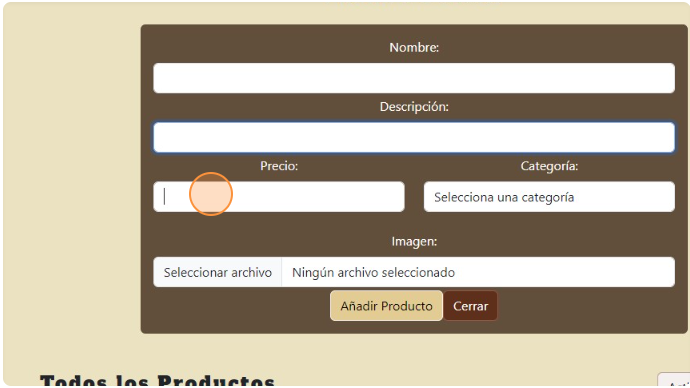 Nombre:
Descripción:
Precio: Categoría:
Selecciona una categoría
Imagen:
Seleccionar archivo Ningún archivo seleccionado
Añadir Producto Cerrar
Todos los Productos